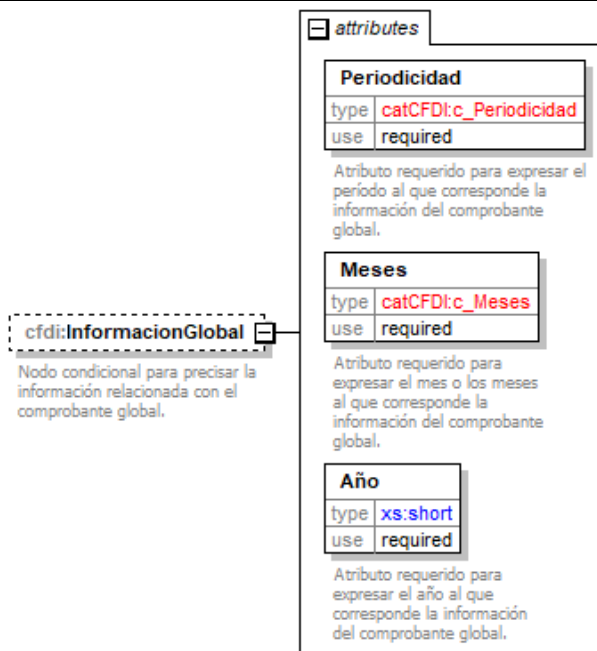 attributes
Periodicidad
type catCFDI:c_Periodicidad
use required
Atributo requerido para expresar el
período al que corresponde la
información del comprobante
global.
Meses
type catCFDI:c_Meses
use required
Atributo requerido para
expresar el mes o los meses
al que corresponde la
información del comprobante
global.
cfdi:InformacionGlobal
Nodo condicional para precisar la
información relacionada con el
comprobante global.
Año
type xs:short
use required
Atributo requerido para
expresar el año al que
corresponde la información
del comprobante global.